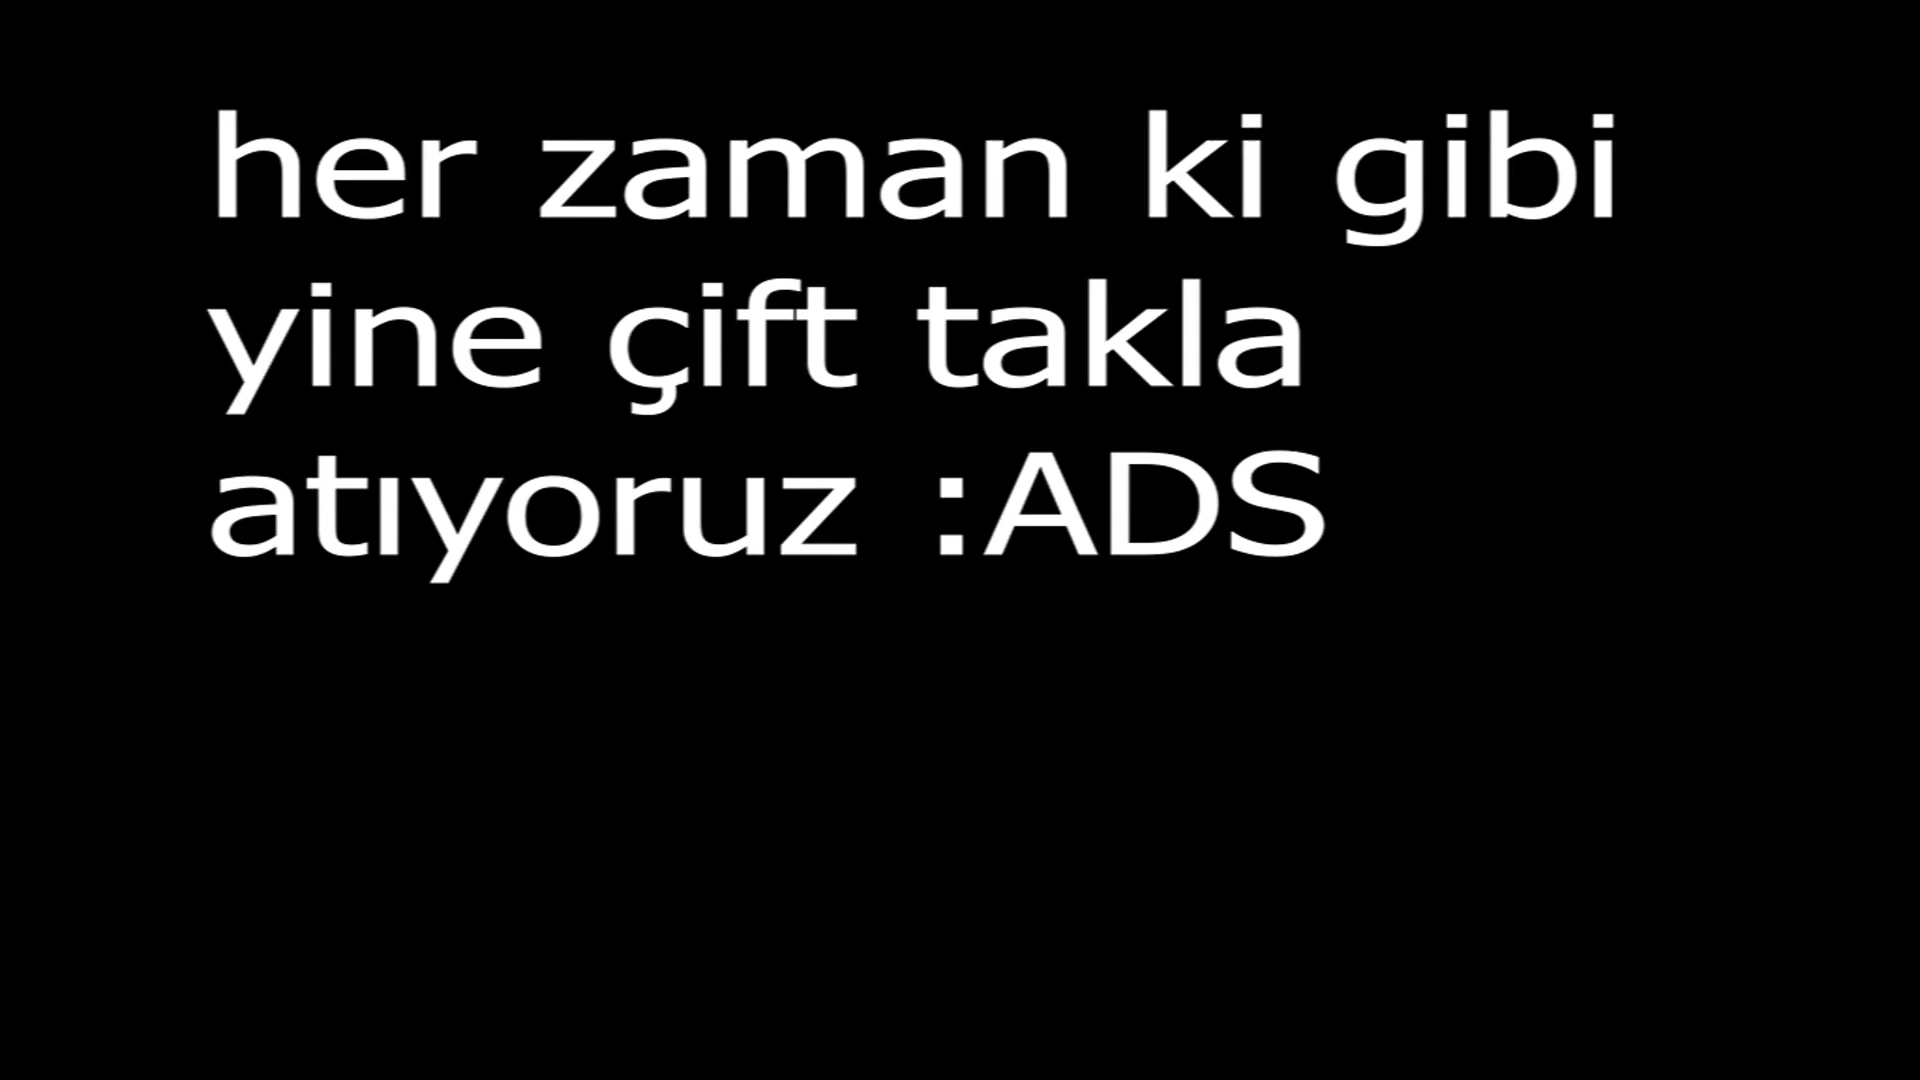 her zaman ki gibi
yine çift takla
atıyoruz :ADS